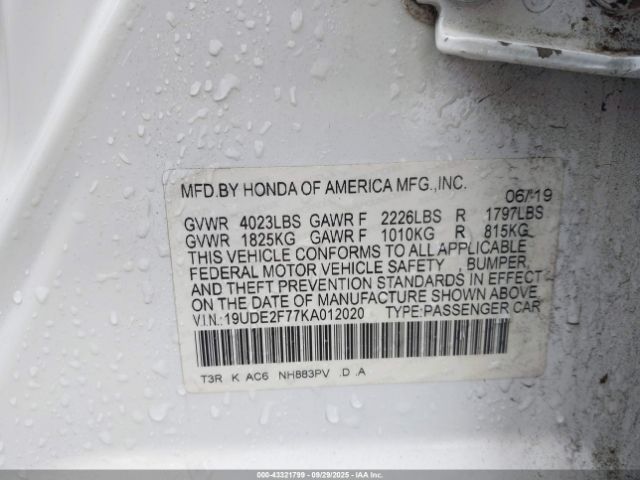 MFD.BY HONDA OF AMERICA MFG.,INC.
06/19
GVWR 4023LBS GAWR F 2226LBS R 1797LBS
GVWR 1825KG GAWR F 1010KG R 815KG
THIS VEHICLE CONFORMS TO ALL APPLICABLE
FEDERAL MOTOR VEHICLE SAFETY , BUMPER,
AND THEFT PREVENTION STANDARDS IN EFFECT
ON THE DATE OF MANUFACTURE SHOWN ABOVE
V.I.N.: 19UDE2F77KA012020 TYPE:PASSENGER CAR
T3R K AC6 NH883PV .D .A
000-43321799 | 09/29/2025 | IAAI.COM